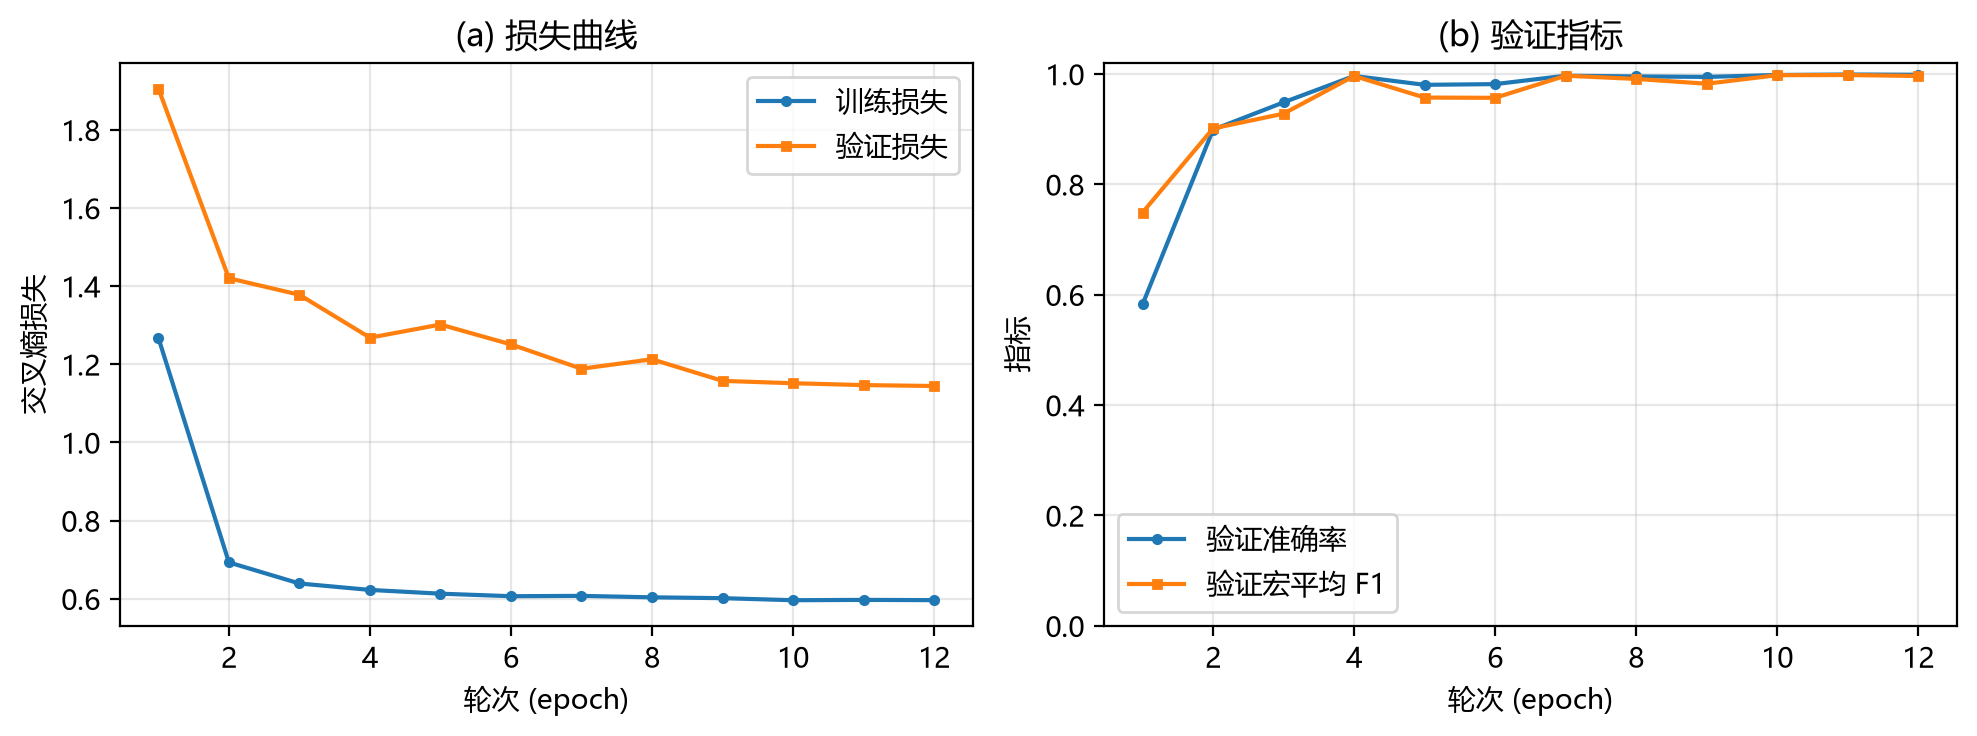 (a) 损失曲线
训练损失
验证损失
1.8
1.6
1.4
1.2
1.0
0.8
0.6
交叉熵损失
2 4 6 8 10 12
轮次 (epoch)
(b) 验证指标
1.0
0.8
0.6
0.4
0.2
0.0
指标
验证准确率
验证宏平均 F1
2 4 6 8 10 12
轮次 (epoch)